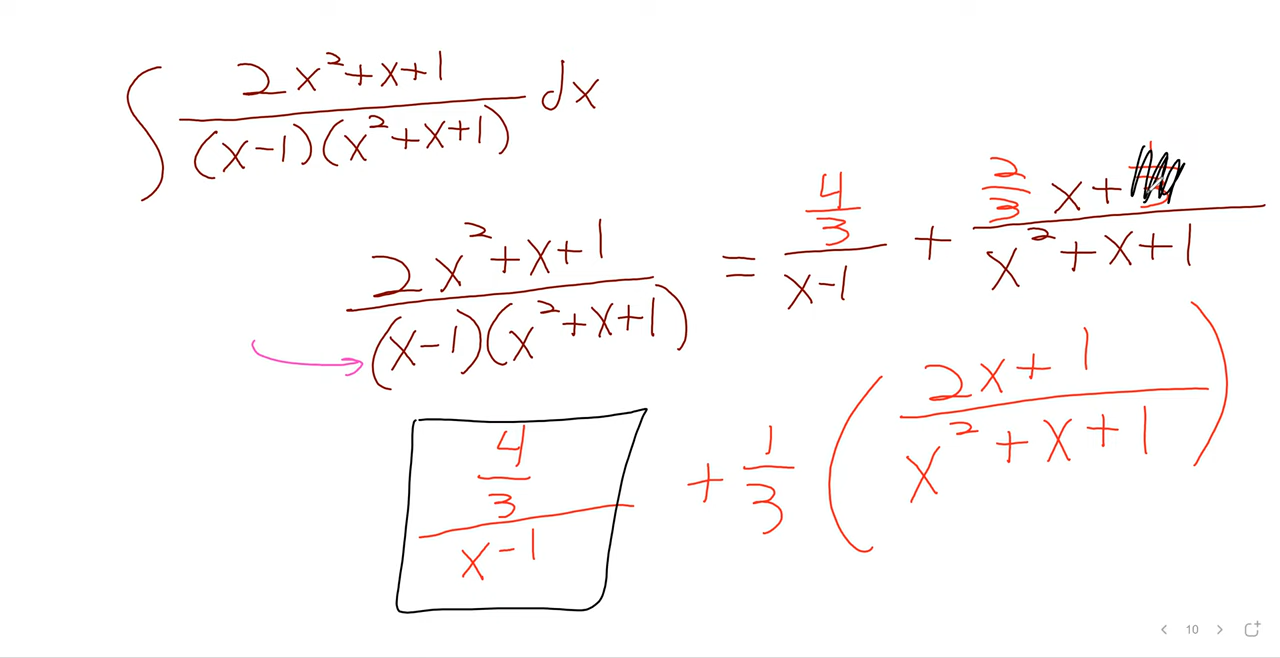 ∫ (2x²+x+1)/((x-1)(x²+x+1)) dx
(2x²+x+1)/((x-1)(x²+x+1)) = (4/3)/(x-1) + (2/3 x+)/(x²+x+1)
(4/3)/(x-1) + 1/3 ((2x+1)/(x²+x+1))
< 10 >